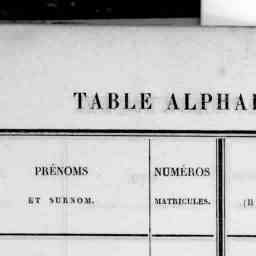 TABLE ALPHA
PRÉNOMS
ET SURNOM.
NUMÉROS
MATRICULES.